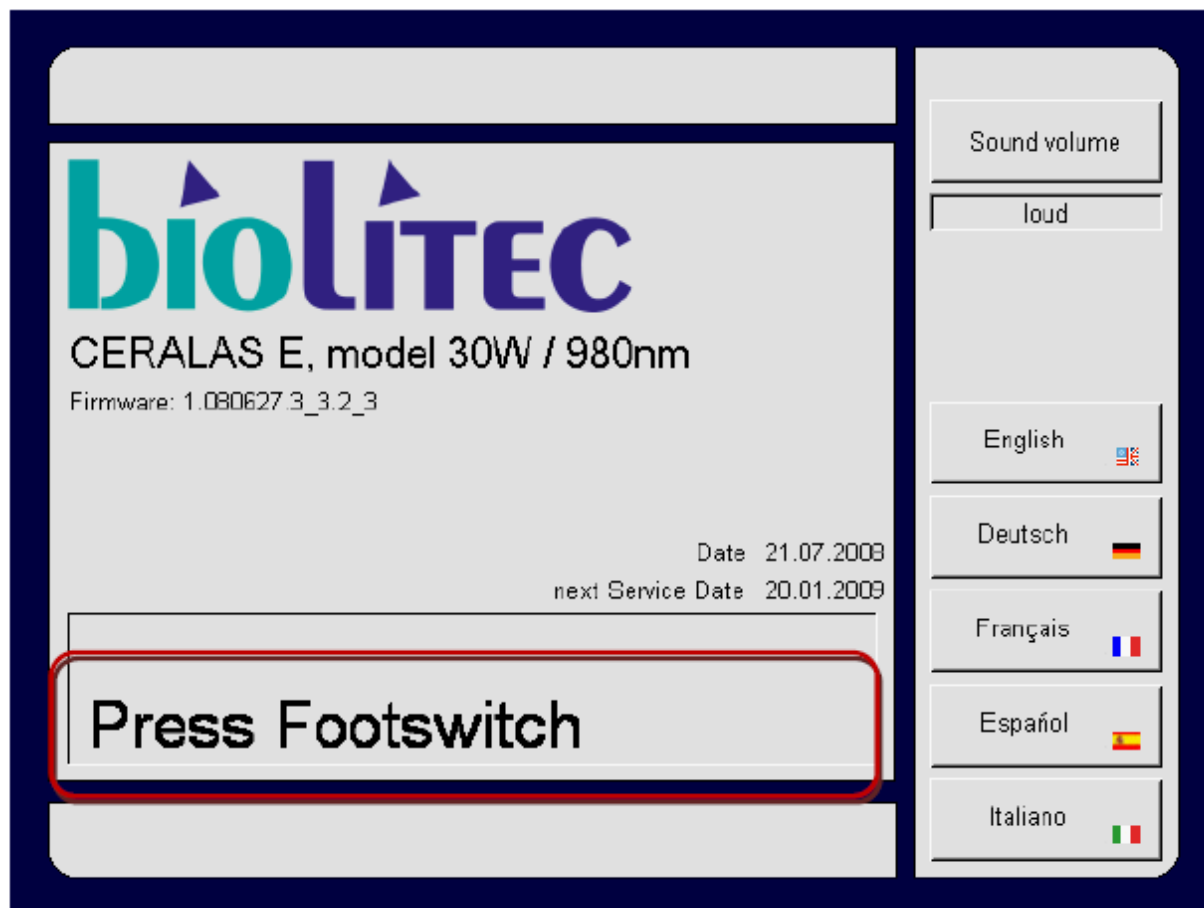 biolitec
CERALAS E, model 30W / 980nm
Firmware: 1.080627.3_3.2_3
Date 21.07.2008
next Service Date 20.01.2009
Press Footswitch
Sound volume
loud
English
Deutsch
Français
Español
Italiano